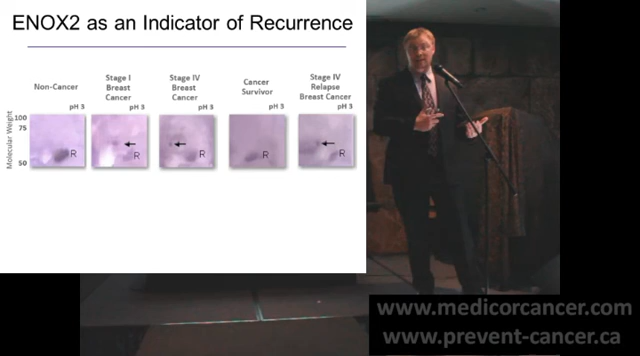 ENOX2 as an Indicator of Recurrence
Non-Cancer
Stage I
Breast
Cancer
Stage IV
Breast
Cancer
Cancer
Survivor
Stage IV
Relapse
Breast Cancer
pH 3
pH 3
pH 3
pH 3
pH 3
Molecular Weight
100
75
50
R
R
R
R
R
www.medicorcancer.com
www.prevent-cancer.ca